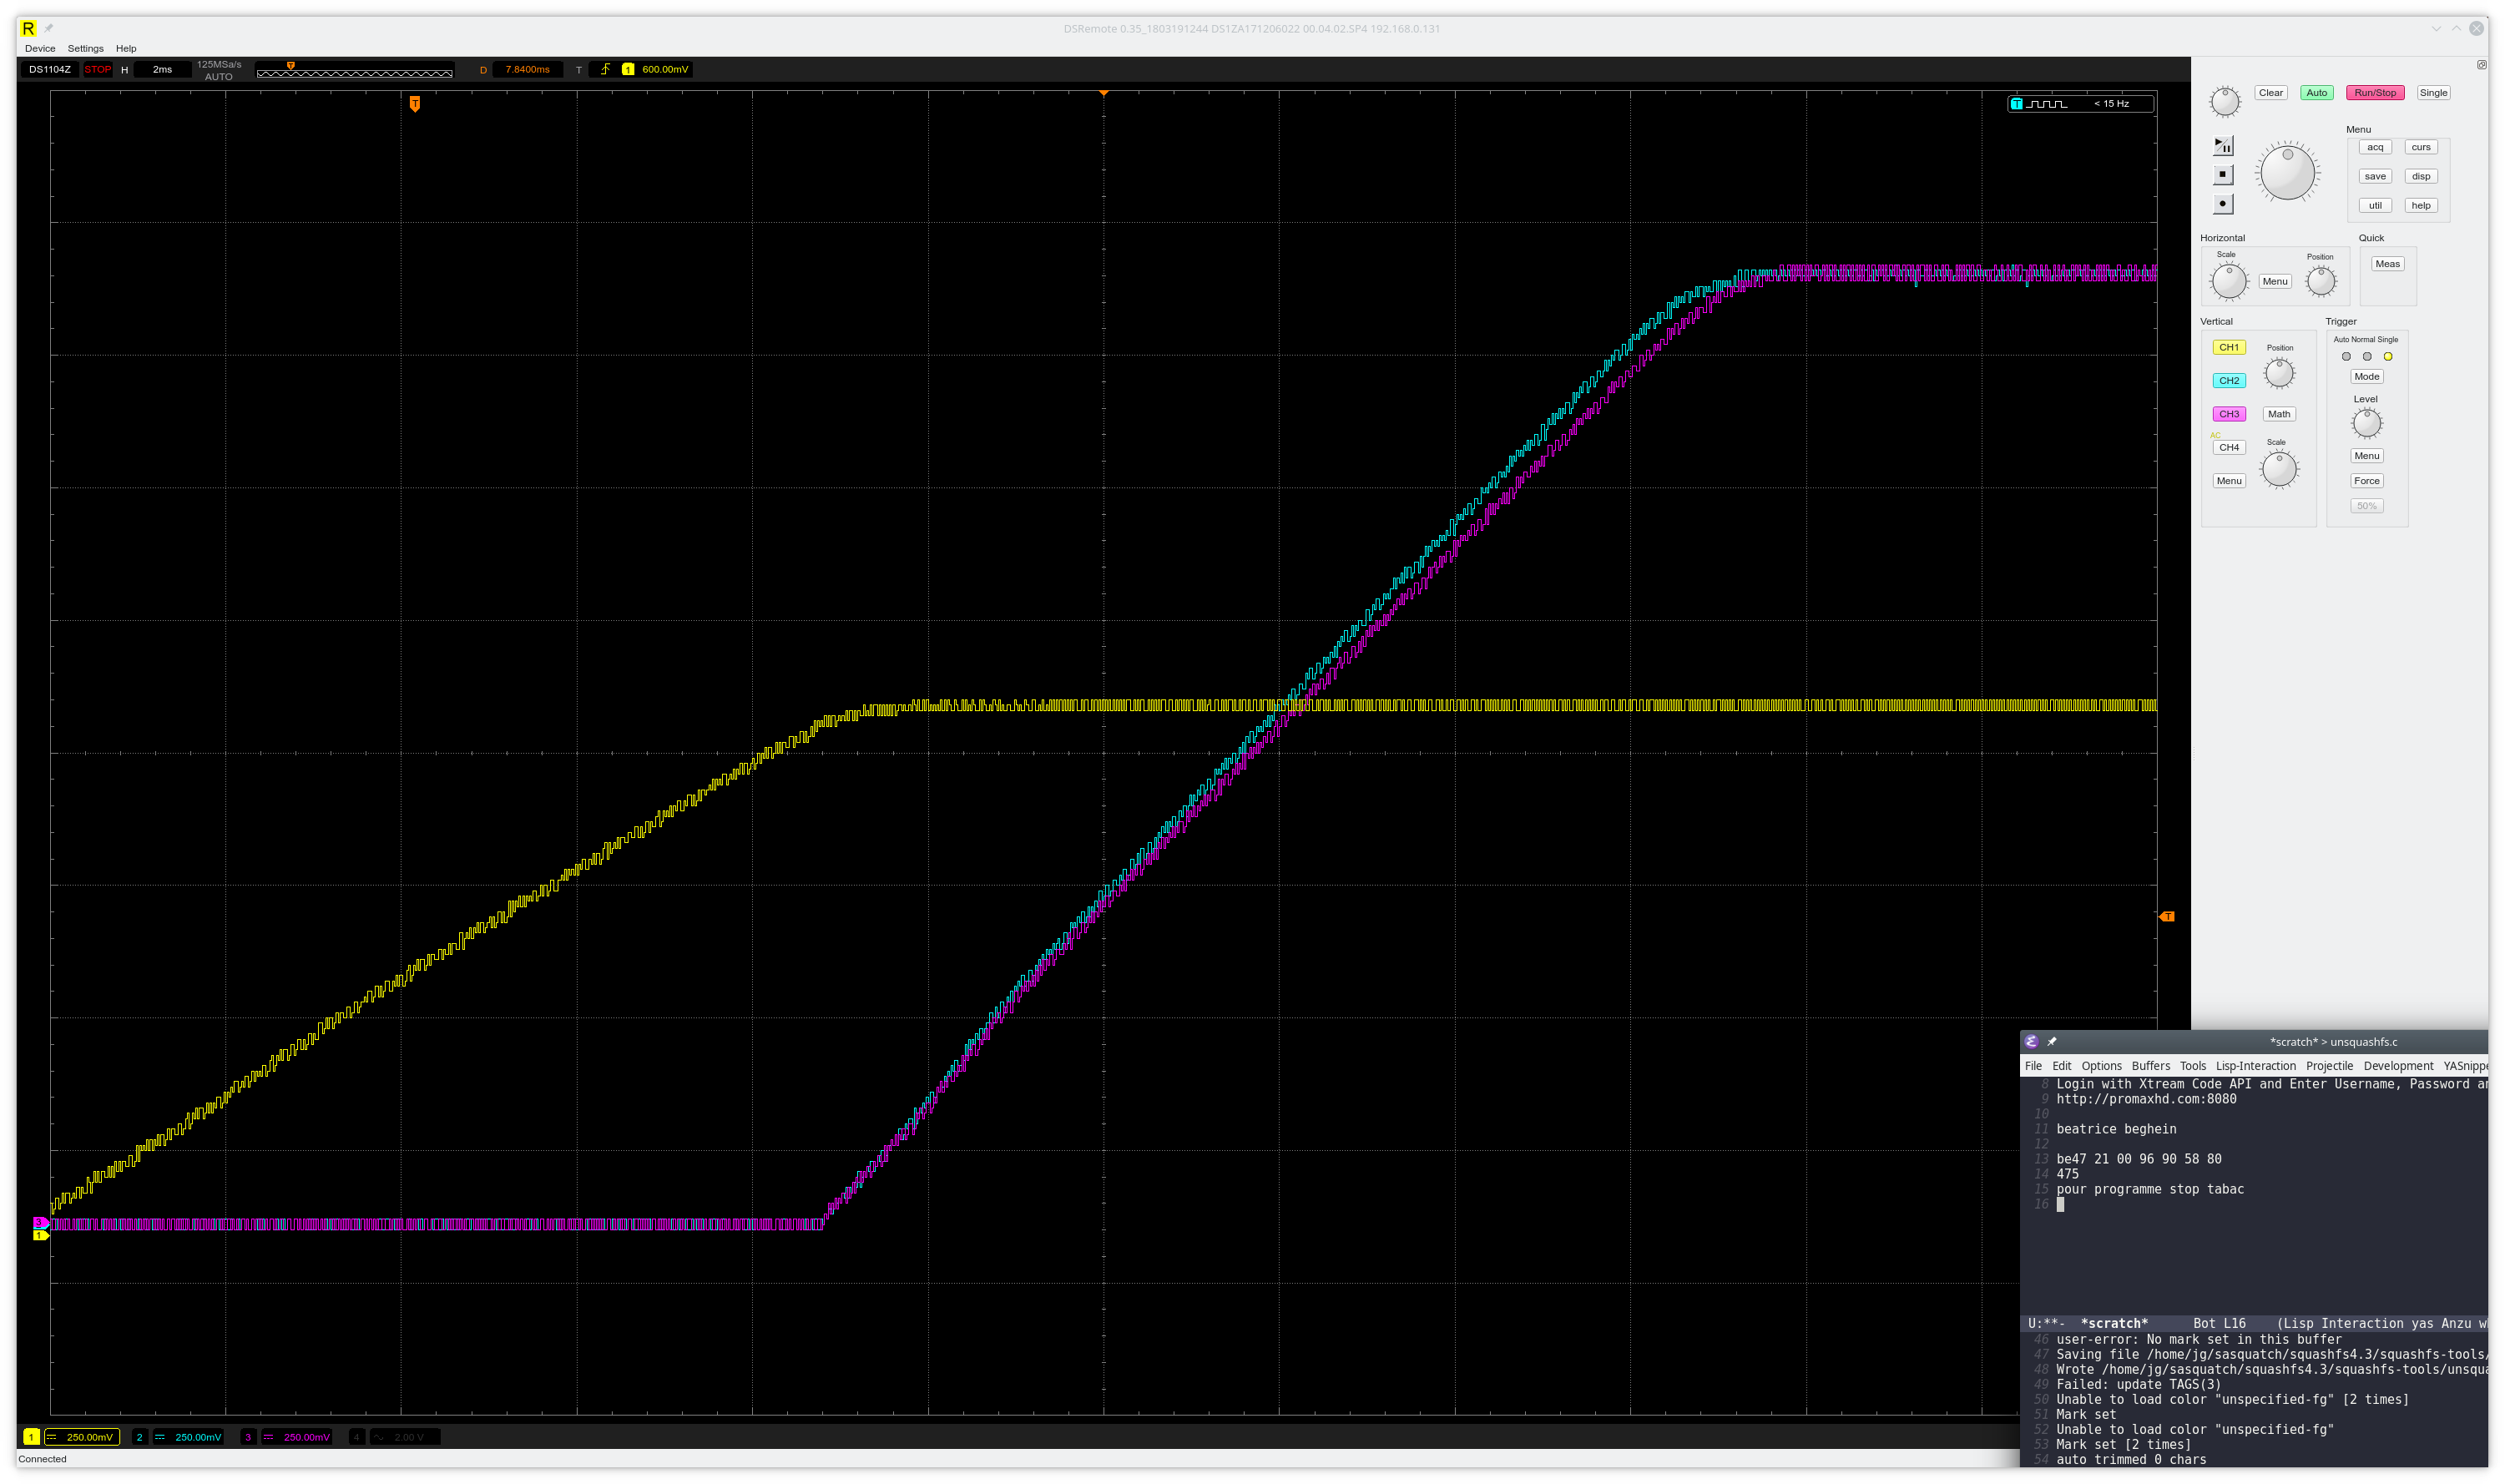 R
DSRemote 0.35_1803191244 DS1ZA171206022 00.04.02.SP4 192.168.0.131
Device Settings Help
DS1104Z STOP H 2ms 125MSa/s AUTO D 7.8400ms T 1 600.00mV
T
T < 15 Hz
T
3
1
1 250.00mV 2 250.00mV 3 250.00mV 4 2.00 V
Connected
Clear Auto Run/Stop Single
Menu
acq curs
save disp
util help
Horizontal Quick
Scale Position
Menu Meas
Vertical Trigger
CH1 Position
CH2
CH3 Math
AC
CH4 Scale
Menu
Auto Normal Single
Mode
Level
Menu
Force
50%
*scratch* > unsquashfs.c
File Edit Options Buffers Tools Lisp-Interaction Projectile Development YASnippe
8 Login with Xtream Code API and Enter Username, Password an
9 http://promaxhd.com:8080
10
11 beatrice beghein
12
13 be47 21 00 96 90 58 80
14 475
15 pour programme stop tabac
16
U:**- *scratch* Bot L16 (Lisp Interaction yas Anzu w
46 user-error: No mark set in this buffer
47 Saving file /home/jg/sasquatch/squashfs4.3/squashfs-tools/
48 Wrote /home/jg/sasquatch/squashfs4.3/squashfs-tools/unsqua
49 Failed: update TAGS(3)
50 Unable to load color "unspecified-fg" [2 times]
51 Mark set
52 Unable to load color "unspecified-fg"
53 Mark set [2 times]
54 auto trimmed 0 chars